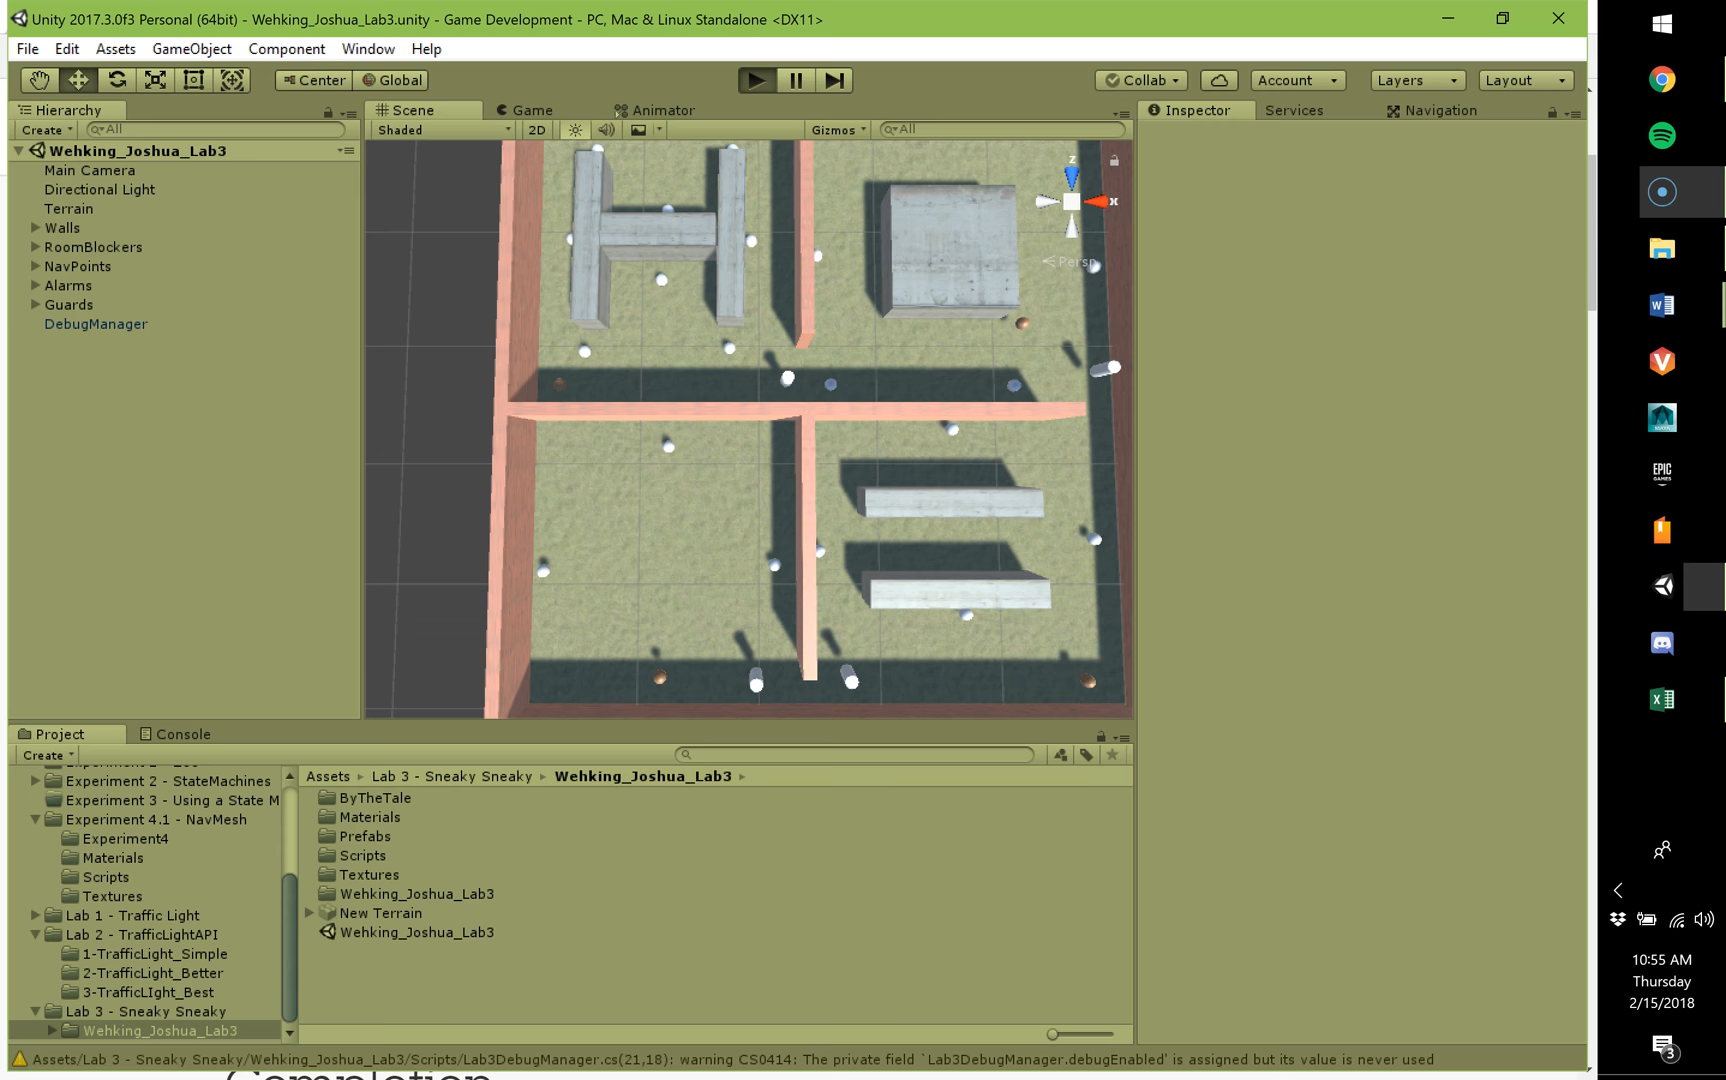 Unity 2017.3.0f3 Personal (64bit) - Wehking_Joshua_Lab3.unity - Game Development - PC, Mac & Linux Standalone <DX11>
File Edit Assets GameObject Component Window Help
Center Global Collab Account Layers Layout
Hierarchy
Create All
Wehking_Joshua_Lab3
Main Camera
Directional Light
Terrain
Walls
RoomBlockers
NavPoints
Alarms
Guards
DebugManager
Scene Game Animator
Shaded 2D Gizmos All
z
x
Persp
Inspector Services Navigation
Project Console
Create
Experiment 2 - StateMachines
Experiment 3 - Using a State M
Experiment 4.1 - NavMesh
Experiment4
Materials
Scripts
Textures
Lab 1 - Traffic Light
Lab 2 - TrafficLightAPI
1-TrafficLight_Simple
2-TrafficLight_Better
3-TrafficLIght_Best
Lab 3 - Sneaky Sneaky
Wehking_Joshua_Lab3
Assets Lab 3 - Sneaky Sneaky Wehking_Joshua_Lab3
ByTheTale
Materials
Prefabs
Scripts
Textures
Wehking_Joshua_Lab3
New Terrain
Wehking_Joshua_Lab3
Assets/Lab 3 - Sneaky Sneaky/Wehking_Joshua_Lab3/Scripts/Lab3DebugManager.cs(21,18): warning CS0414: The private field `Lab3DebugManager.debugEnabled' is assigned but its value is never used
Completion
W
MAYA
EPIC
GAMES
X
10:55 AM
Thursday
2/15/2018
3